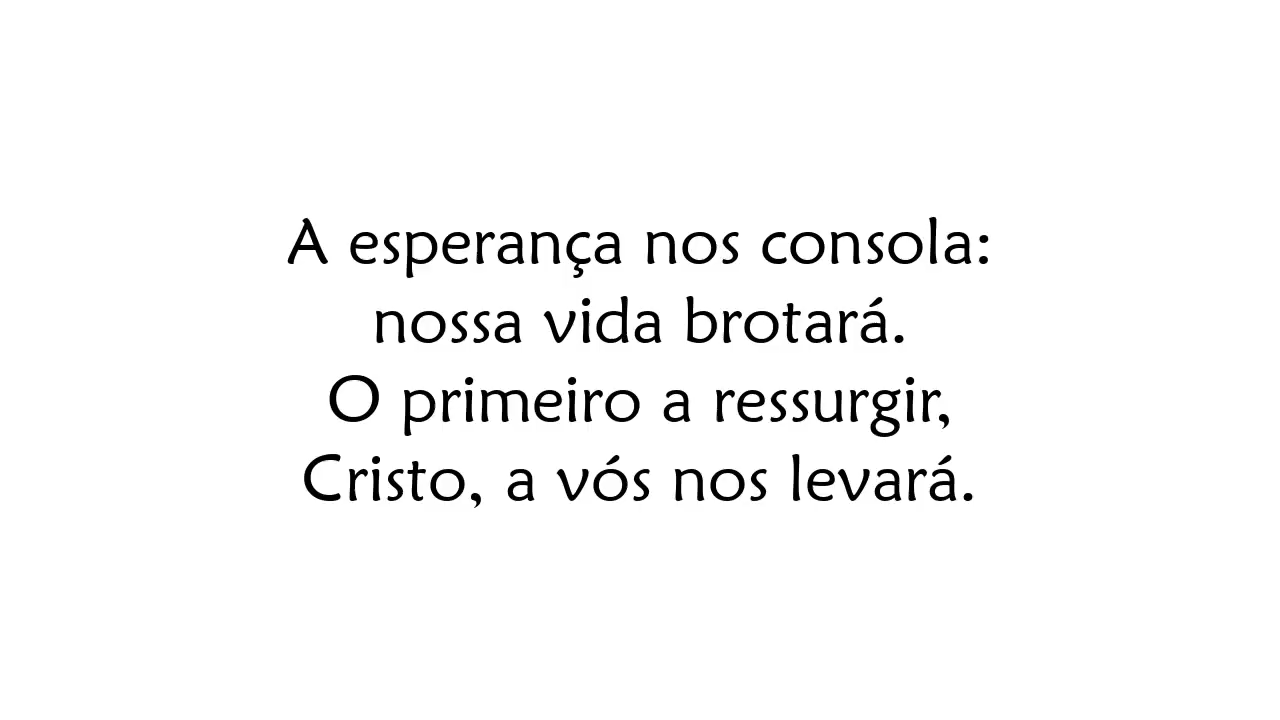 A esperança nos consola:
nossa vida brotará.
O primeiro a ressurgir,
Cristo, a vós nos levará.